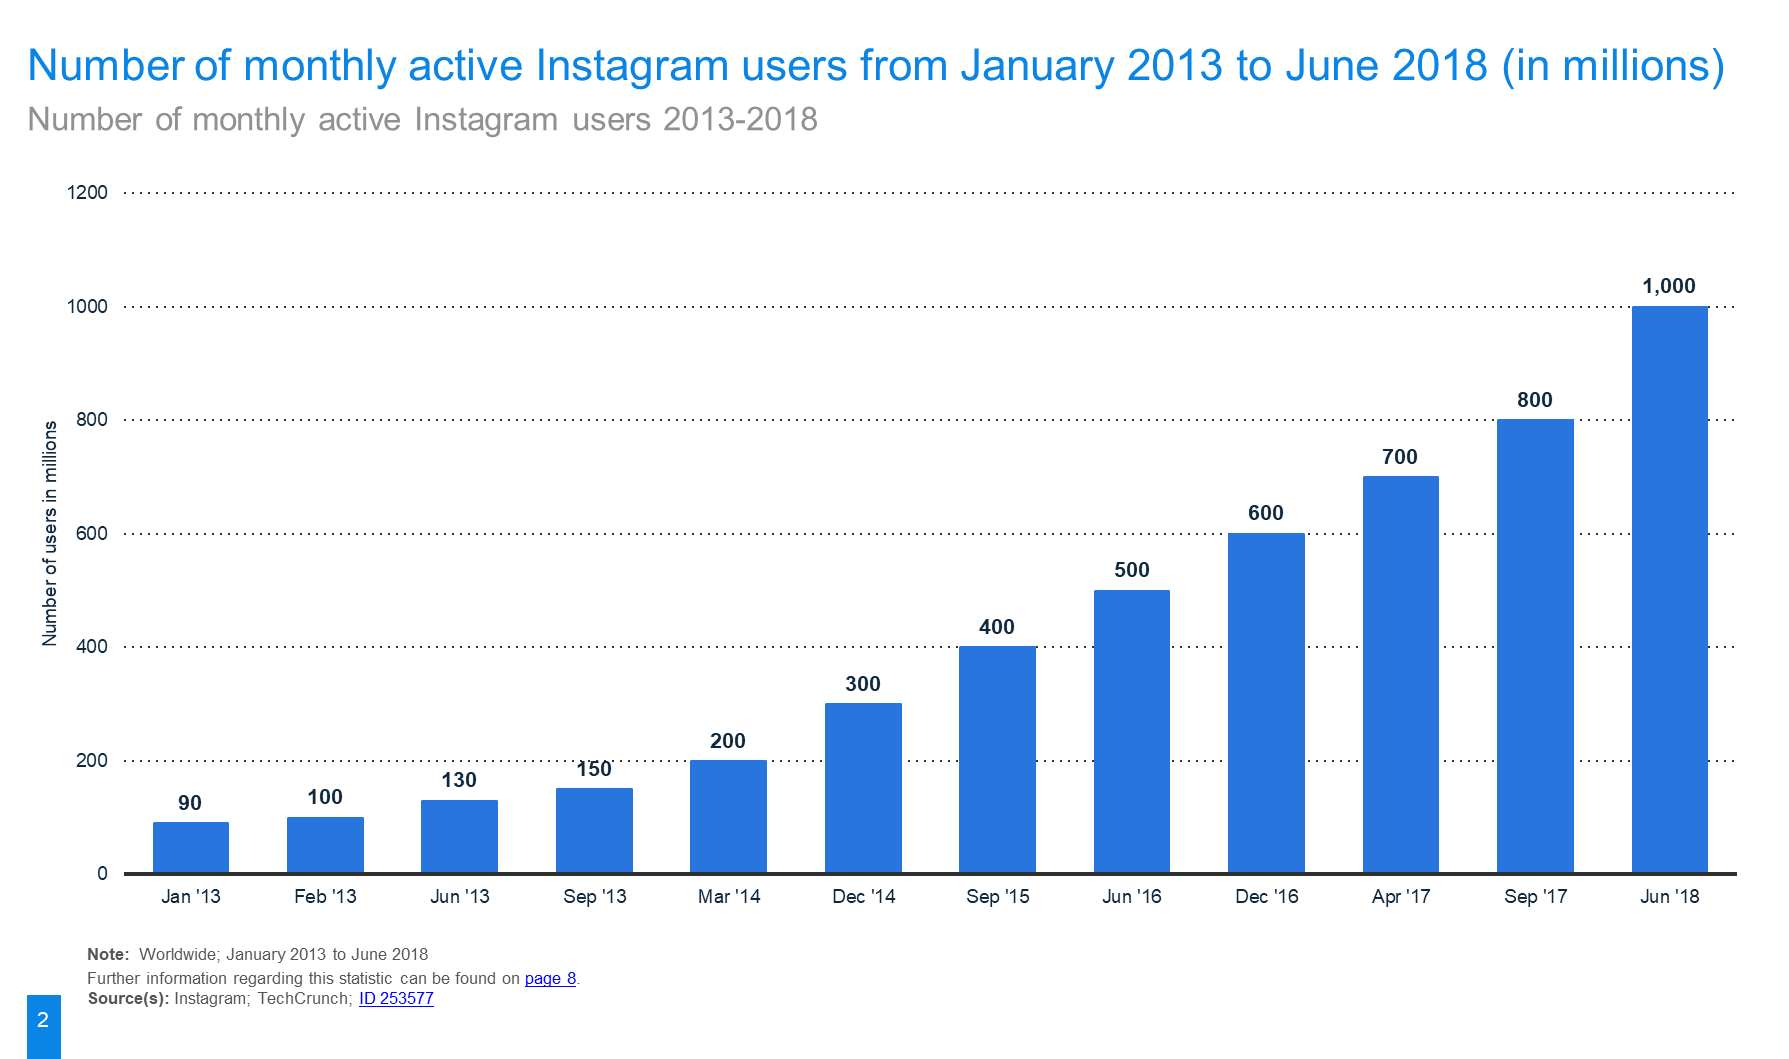 Number of monthly active Instagram users from January 2013 to June 2018 (in millions)
Number of monthly active Instagram users 2013-2018
Number of users in millions
1200
1000
800
600
400
200
0
90
100
130
150
200
300
400
500
600
700
800
1,000
Jan '13
Feb '13
Jun '13
Sep '13
Mar '14
Dec '14
Sep '15
Jun '16
Dec '16
Apr '17
Sep '17
Jun '18
Note: Worldwide; January 2013 to June 2018
Further information regarding this statistic can be found on page 8.
Source(s): Instagram; TechCrunch; ID 253577
2